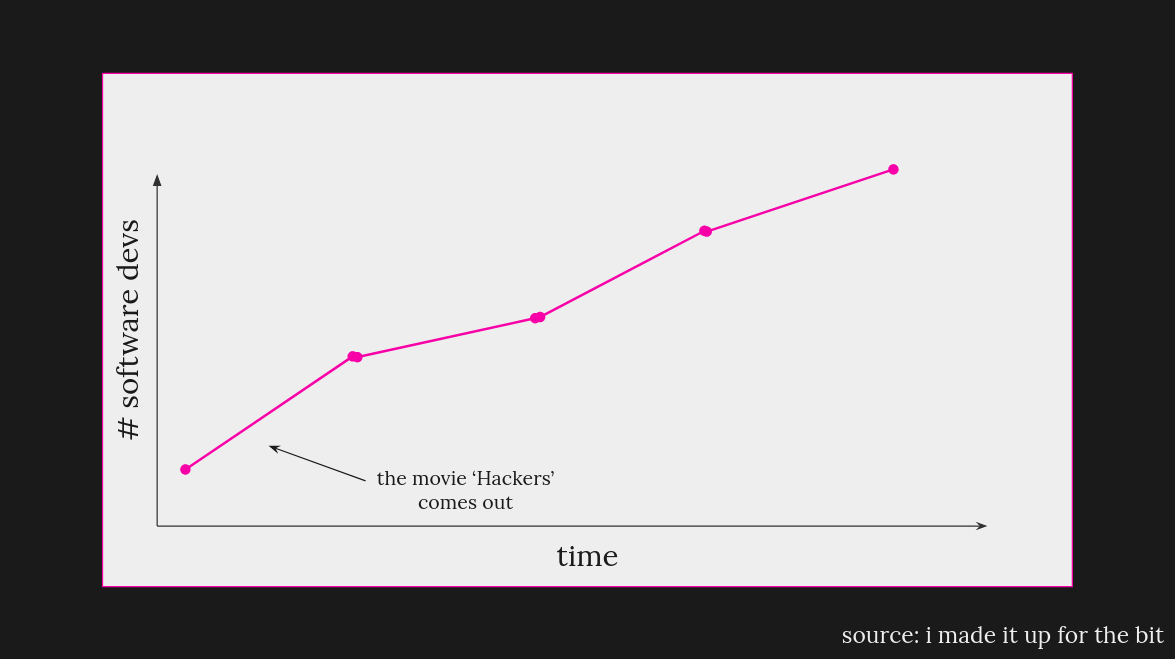 # software devs
the movie ‘Hackers’
comes out
time
source: i made it up for the bit